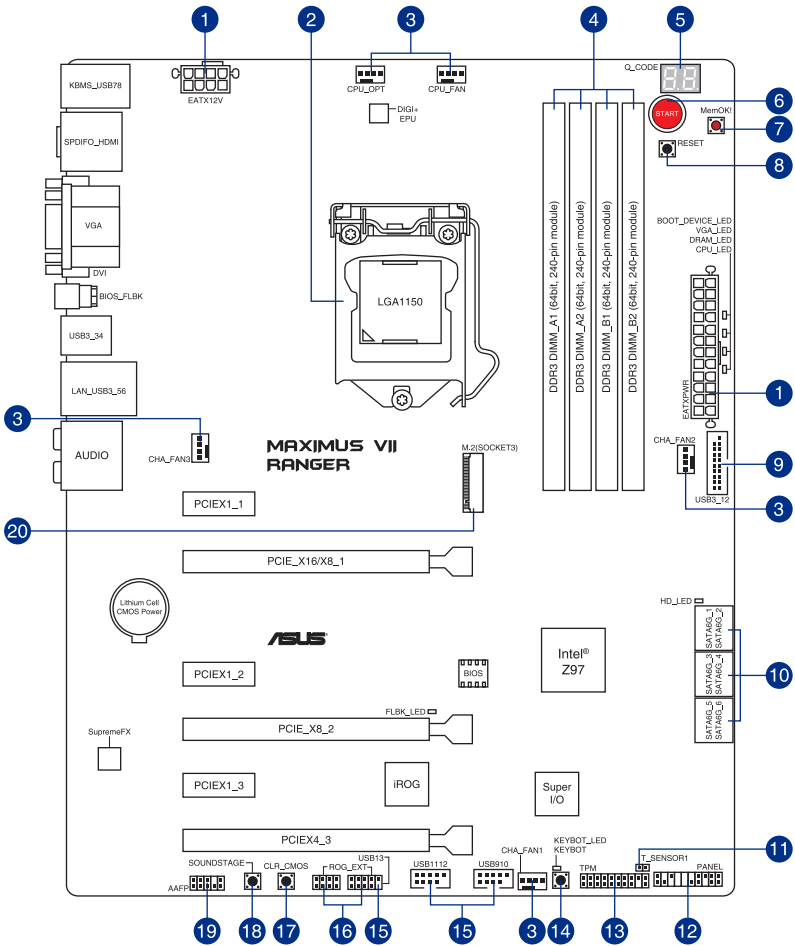 1
2
3
4
5
KBMS_USB78
EATX12V
CPU_OPT
CPU_FAN
Q_CODE
88
6
START
MemOK!
7
DIGI+
EPU
SPDIFO_HDMI
RESET
8
VGA
DVI
BOOT_DEVICE_LED
VGA_LED
DRAM_LED
CPU_LED
DDR3 DIMM_A1 (64bit, 240-pin module)
DDR3 DIMM_A2 (64bit, 240-pin module)
DDR3 DIMM_B1 (64bit, 240-pin module)
DDR3 DIMM_B2 (64bit, 240-pin module)
BIOS_FLBK
LGA1150
USB3_34
LAN_USB3_56
EATXPWR
1
3
CHA_FAN3
AUDIO
MAXIMUS VII
RANGER
M.2(SOCKET3)
CHA_FAN2
9
USB3_12
3
PCIEX1_1
20
PCIE_X16/X8_1
Lithium Cell
CMOS Power
HD_LED
SATA6G_1
SATA6G_2
SATA6G_3
SATA6G_4
SATA6G_5
SATA6G_6
10
ASUS
Intel®
Z97
PCIEX1_2
BIOS
FLBK_LED
PCIE_X8_2
SupremeFX
PCIEX1_3
iROG
Super
I/O
PCIEX4_3
11
SOUNDSTAGE
CLR_CMOS
ROG_EXT
USB13
USB1112
USB910
CHA_FAN1
KEYBOT_LED
KEYBOT
TPM
T_SENSOR1
PANEL
AAFP
19
18
17
16
15
15
3
14
13
12